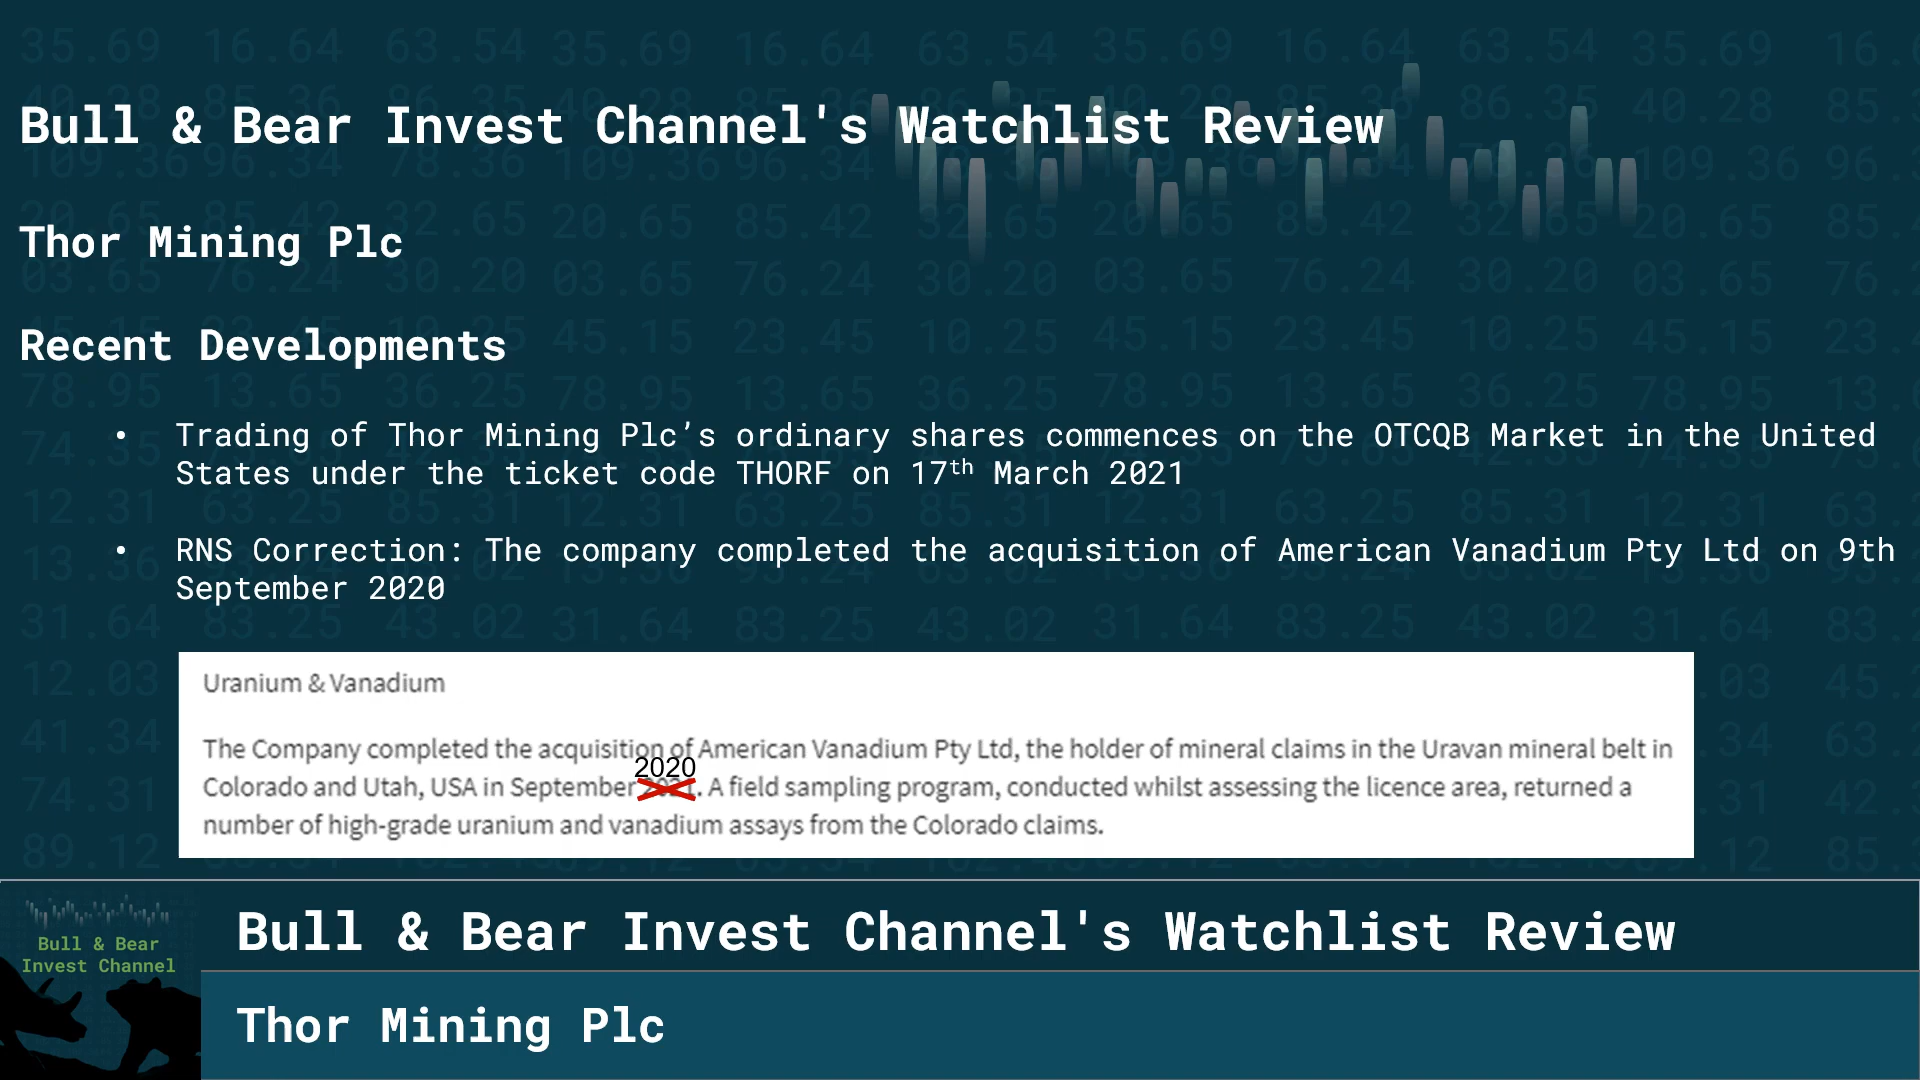 Bull & Bear Invest Channel's Watchlist Review
Thor Mining Plc
Recent Developments
• Trading of Thor Mining Plc’s ordinary shares commences on the OTCQB Market in the United
States under the ticket code THORF on 17th March 2021
• RNS Correction: The company completed the acquisition of American Vanadium Pty Ltd on 9th
September 2020
Uranium & Vanadium
The Company completed the acquisition of American Vanadium Pty Ltd, the holder of mineral claims in the Uravan mineral belt in
2020
Colorado and Utah, USA in September 2021. A field sampling program, conducted whilst assessing the licence area, returned a
number of high-grade uranium and vanadium assays from the Colorado claims.
Bull & Bear Invest Channel's Watchlist Review
Bull & Bear
Invest Channel
Thor Mining Plc